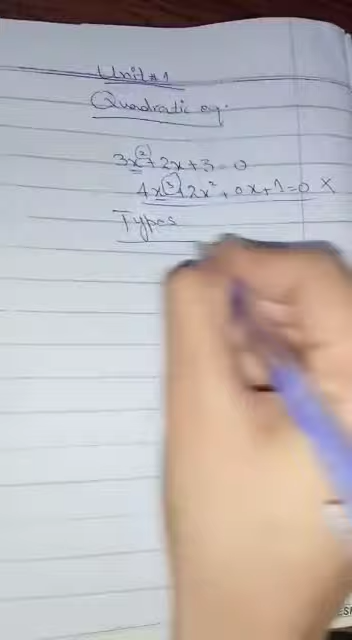 Unit #1
Quadratic eq.
3x²+2x+3=0
4x³+2x²+0x+1=0 ×
Types